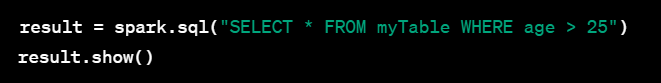 result = spark.sql("SELECT * FROM myTable WHERE age > 25")
result.show()